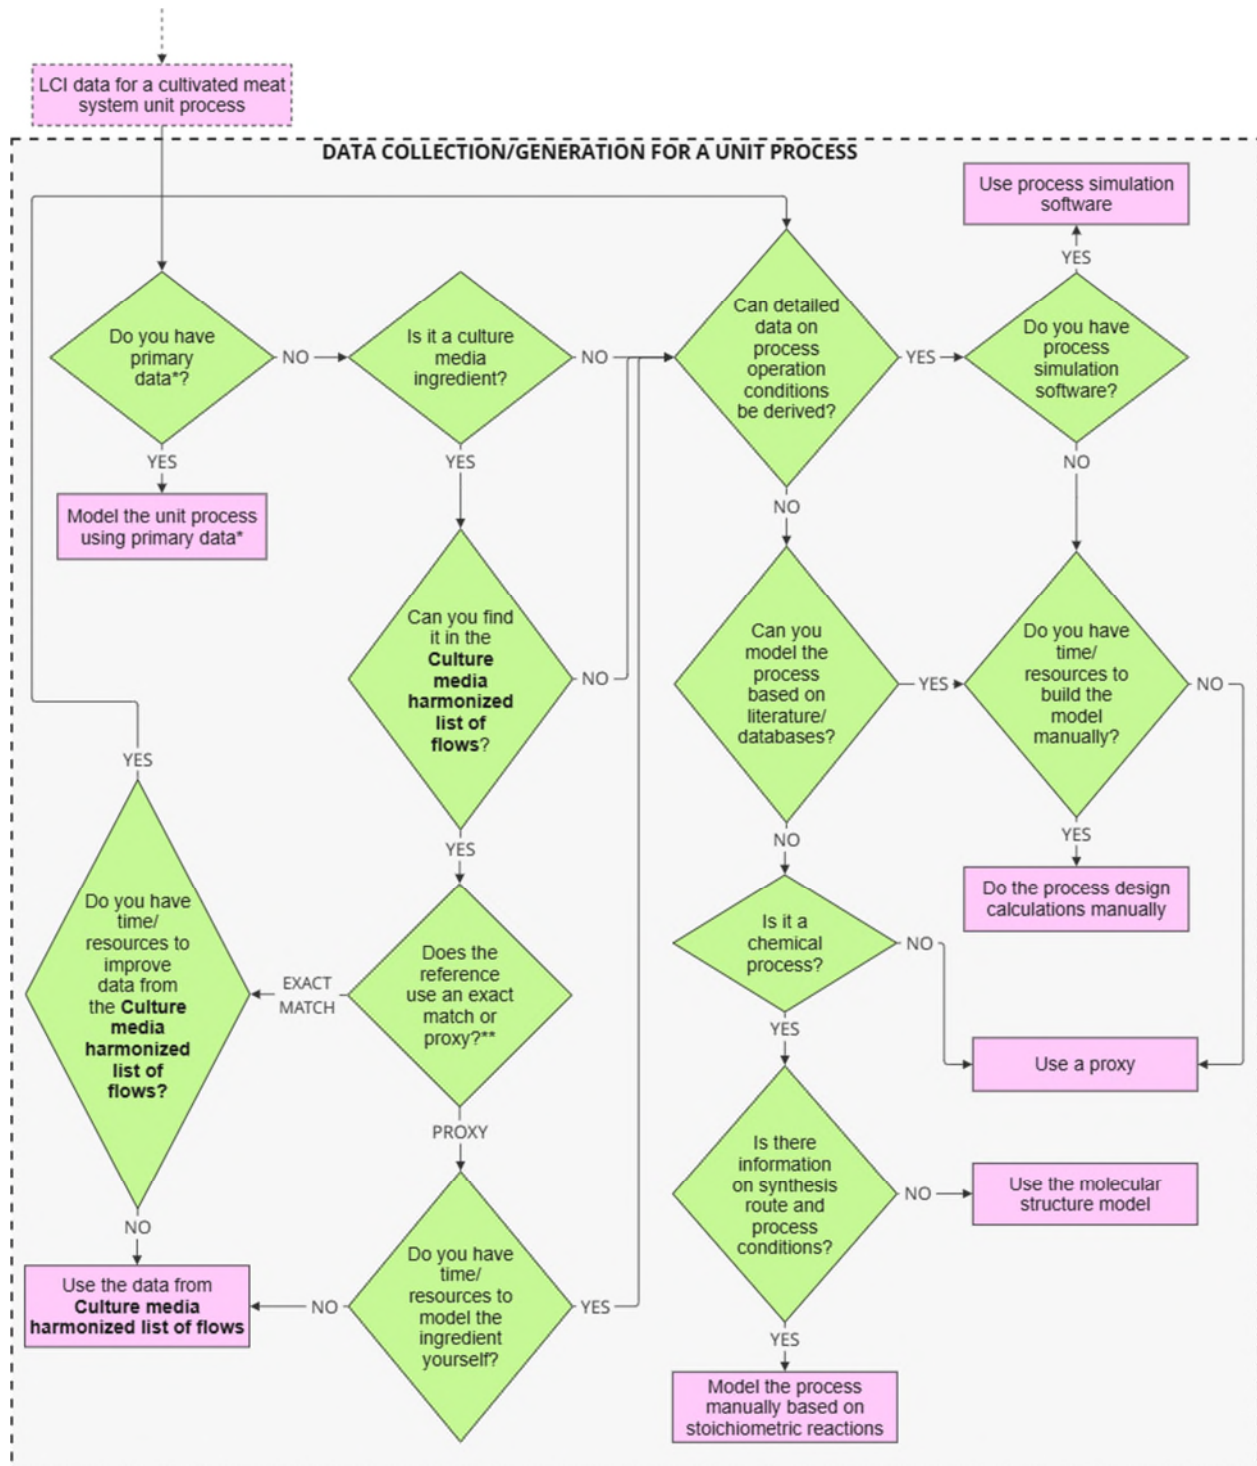 LCI data for a cultivated meat
system unit process
DATA COLLECTION/GENERATION FOR A UNIT PROCESS
Use process simulation
software
YES
Do you have
primary
data*?
NO
Is it a culture
media
ingredient?
NO
Can detailed
data on
process
operation
conditions
be derived?
YES
Do you have
process
simulation
software?
YES
YES
NO
NO
Model the unit process
using primary data*
Can you find
it in the
Culture
media
harmonized
list of
flows?
NO
Can you
model the
process
based on
literature/
databases?
YES
Do you have
time/
resources to
build the
model
manually?
NO
YES
YES
NO
YES
Do you have
time/
resources to
improve
data from
the Culture
media
harmonized
list of
flows?
EXACT
MATCH
Does the
reference
use an exact
match or
proxy?**
Is it a
chemical
process?
NO
Do the process design
calculations manually
YES
Use a proxy
PROXY
Is there
information
on synthesis
route and
process
conditions?
NO
Use the molecular
structure model
NO
Use the data from
Culture media
harmonized list of flows
NO
Do you have
time/
resources to
model the
ingredient
yourself?
YES
YES
Model the process
manually based on
stoichiometric reactions